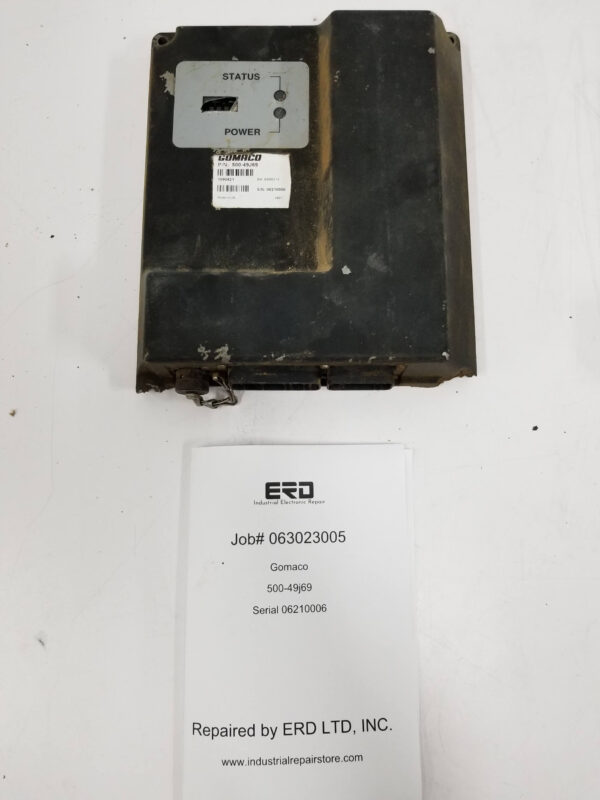 STATUS
POWER
GOMACO
P/N: 500-49J69
ERD
Industrial Electronic Repair
Job# 063023005
Gomaco
500-49j69
Serial 06210006
Repaired by ERD LTD, INC.
www.industrialrepairstore.com